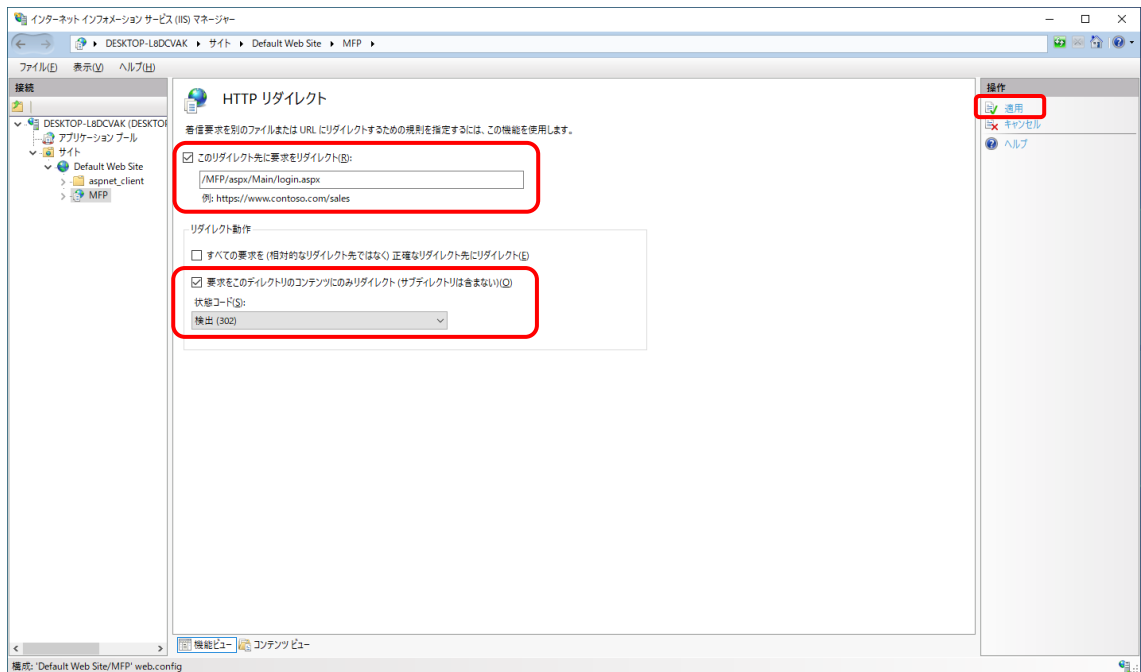 インターネット インフォメーション サービス (IIS) マネージャー
DESKTOP-L8DCVAK ▸ サイト ▸ Default Web Site ▸ MFP ▸
ファイル(F) 表示(V) ヘルプ(H)
接続
DESKTOP-L8DCVAK (DESKTOP
アプリケーション プール
サイト
Default Web Site
aspnet_client
MFP
HTTP リダイレクト
着信要求を別のファイルまたは URL にリダイレクトするための規則を指定するには、この機能を使用します。
このリダイレクト先に要求をリダイレクト(R):
/MFP/aspx/Main/login.aspx
例: https://www.contoso.com/sales
リダイレクト動作
すべての要求を (相対的なリダイレクト先ではなく) 正確なリダイレクト先にリダイレクト(E)
要求をこのディレクトリのコンテンツにのみリダイレクト (サブディレクトリは含まない)(O)
状態コード(S):
検出 (302)
操作
適用
キャンセル
ヘルプ
機能ビュー コンテンツ ビュー
構成: 'Default Web Site/MFP' web.config